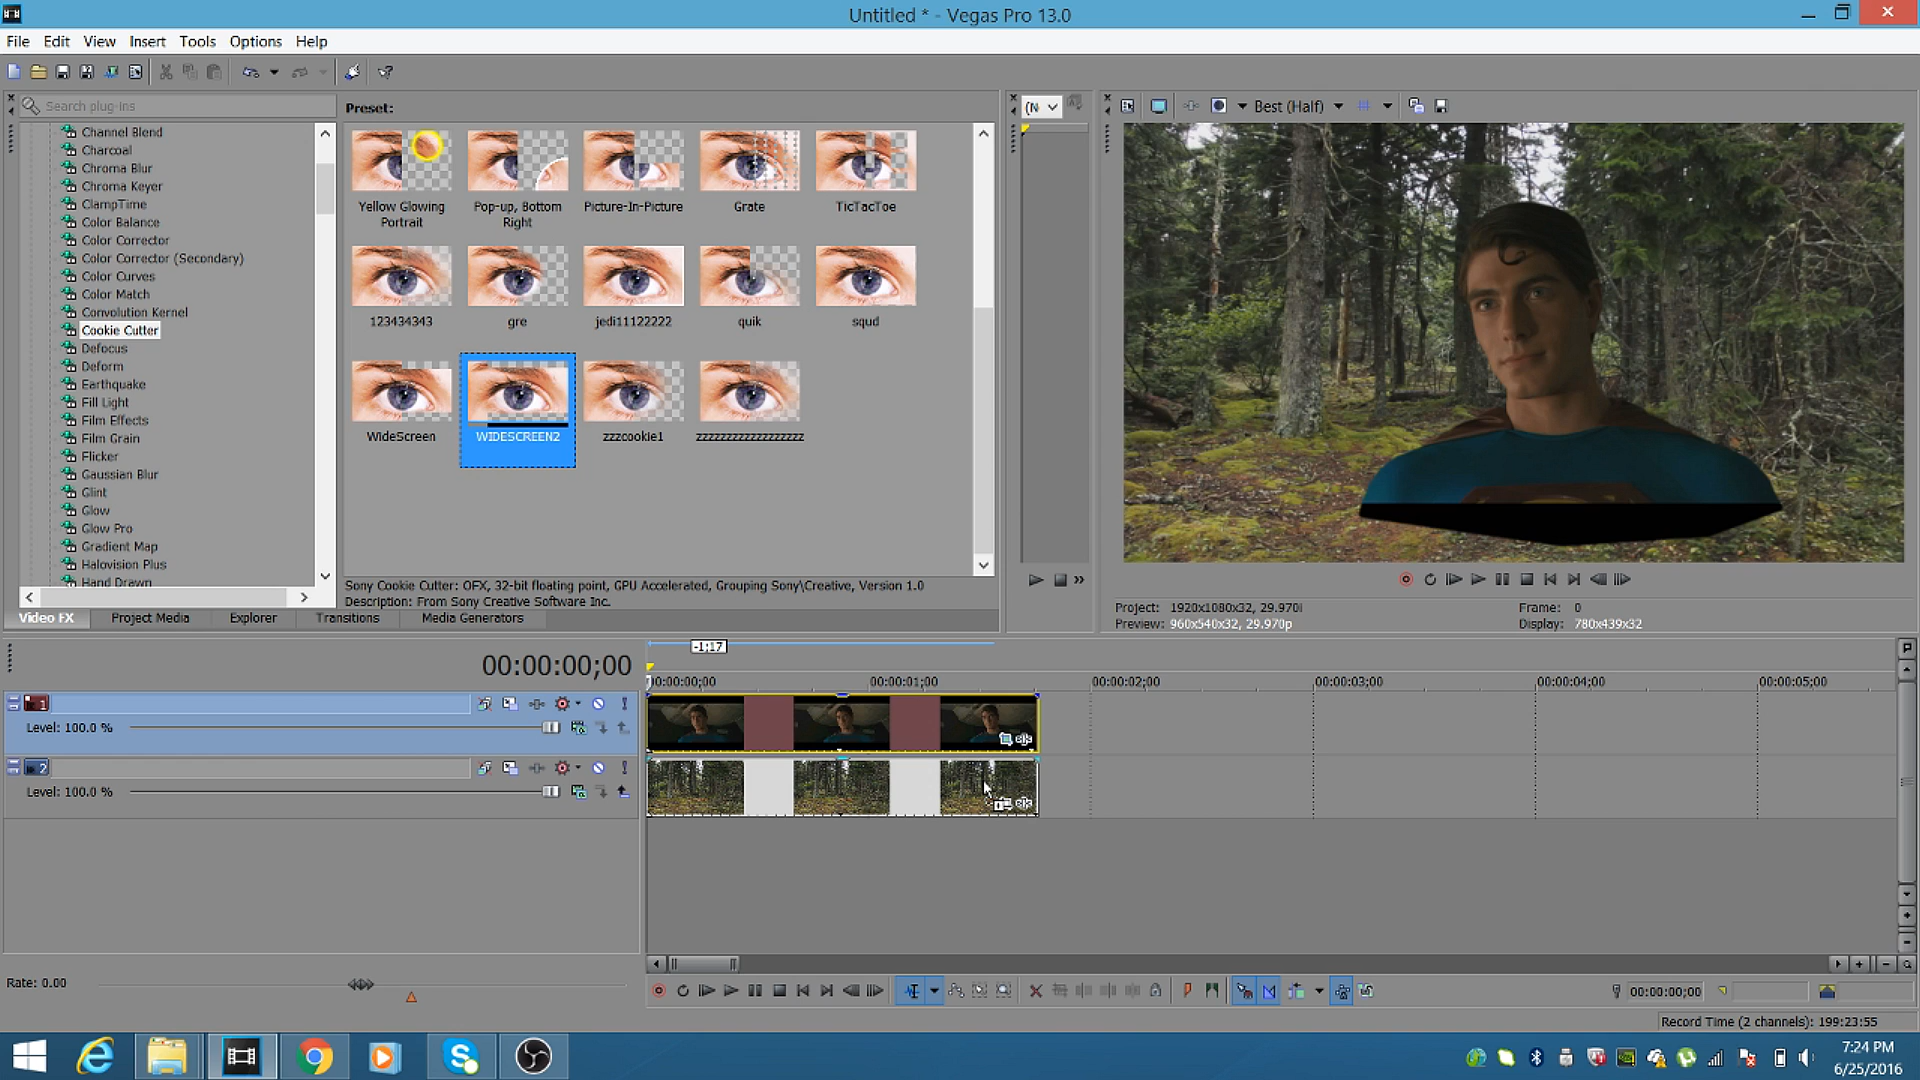 Untitled * - Vegas Pro 13.0
File Edit View Insert Tools Options Help
Search plug-ins
Channel Blend
Charcoal
Chroma Blur
Chroma Keyer
ClampTime
Color Balance
Color Corrector
Color Corrector (Secondary)
Color Curves
Color Match
Convolution Kernel
Cookie Cutter
Defocus
Deform
Earthquake
Fill Light
Film Effects
Film Grain
Flicker
Gaussian Blur
Glint
Glow
Glow Pro
Gradient Map
Halovision Plus
Hand Drawn
Preset:
Yellow Glowing Portrait
Pop-up, Bottom Right
Picture-In-Picture
Grate
TicTacToe
123434343
gre
jedi11122222
quik
squd
WideScreen
WIDESCREEN2
zzzcookie1
Sony Cookie Cutter: OFX, 32-bit floating point, GPU Accelerated, Grouping Sony\Creative, Version 1.0
Description: From Sony Creative Software Inc.
Video FX Project Media Explorer Transitions Media Generators
(N
Best (Half)
Project: 1920x1080x32, 29.970i
Preview: 960x540x32, 29.970p
Frame: 0
Display: 780x439x32
00:00:00;00
-1;17
00:00:00;00 00:00:01;00 00:00:02;00 00:00:03;00 00:00:04;00 00:00:05;00
1
Level: 100.0 %
2
Level: 100.0 %
Rate: 0.00
00:00:00;00
Record Time (2 channels): 199:23:55
7:24 PM
6/25/2016